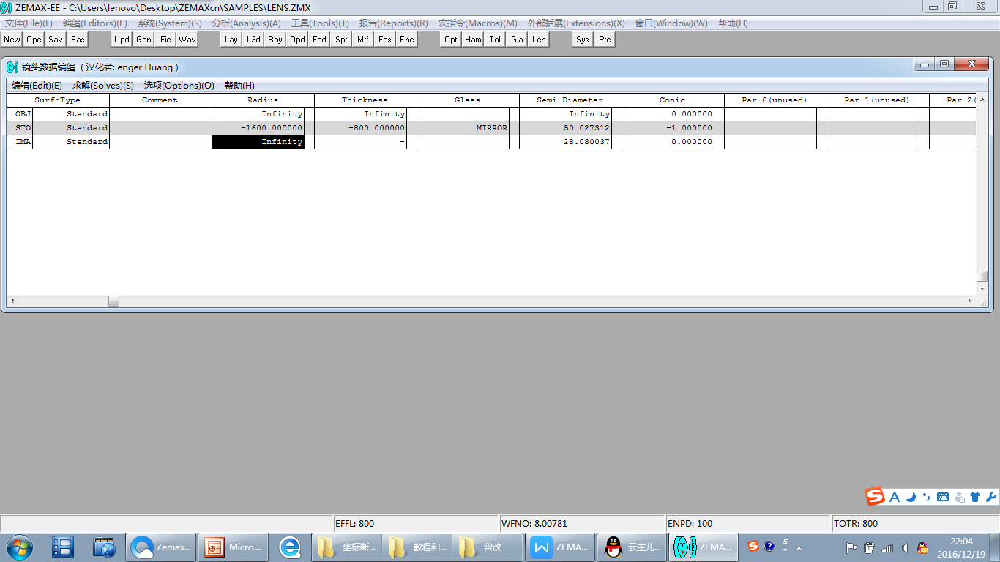 ZEMAX-EE - C:\Users\lenovo\Desktop\ZEMAXcn\SAMPLES\LENS.ZMX
文件(File)(F) 编缉(Editors)(E) 系统(System)(S) 分析(Analysis)(A) 工具(Tools)(T) 报告(Reports)(R) 宏指令(Macros)(M) 外部括展(Extensions)(X) 窗口(Window)(W) 帮助(H)
New Ope Sav Sas Upd Gen Fie Wav Lay L3d Ray Opd Fcd Spt Mtf Fps Enc Opt Ham Tol Gla Len Sys Pre
镜头数据编缉（汉化者: enger Huang ）
编缉(Edit)(E) 求解(Solves)(S) 选项(Options)(O) 帮助(H)
Surf:Type Comment Radius Thickness Glass Semi-Diameter Conic Par 0(unused) Par 1(unused) Par 2(
OBJ Standard Infinity Infinity Infinity 0.000000
STO Standard -1600.000000 -800.000000 MIRROR 50.027312 -1.000000
IMA Standard Infinity - 28.080037 0.000000
EFFL: 800 WFNO: 8.00781 ENPD: 100 TOTR: 800
Zemax... Micro... 坐标断... 教程和... 曾改 ZEMA... 云主儿... ZEMA...
22:04
2016/12/19